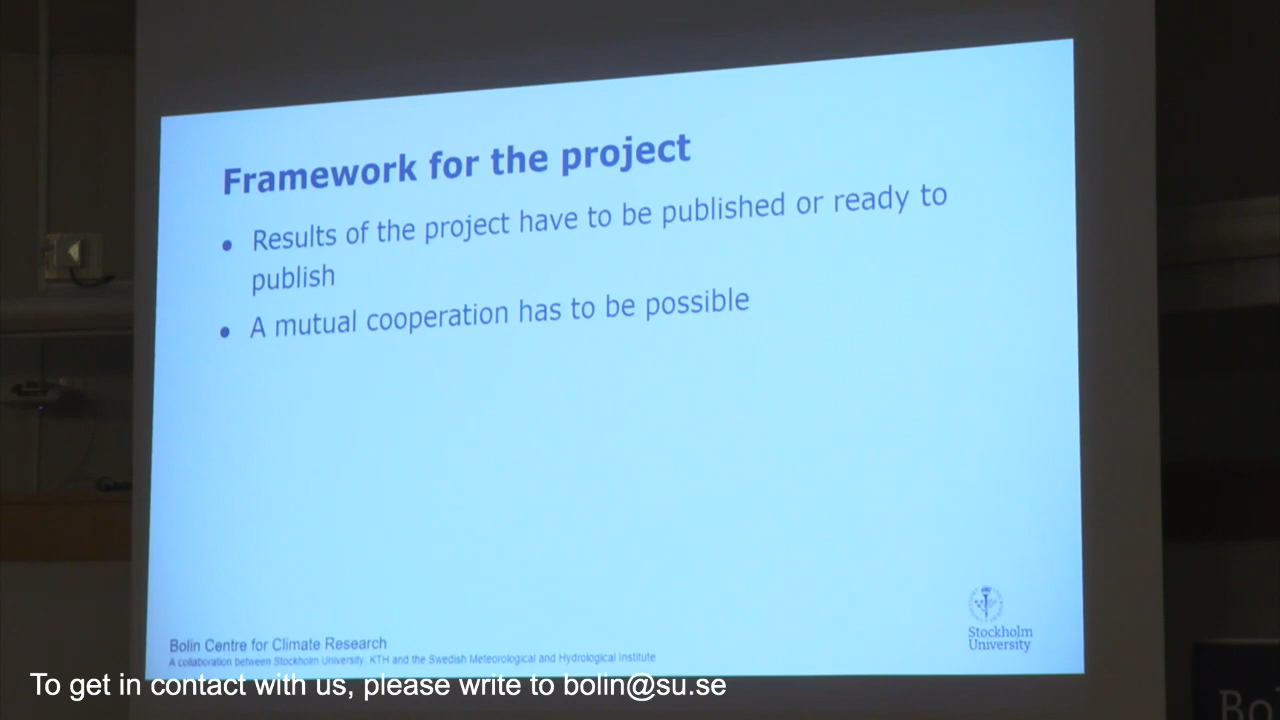 Framework for the project
• Results of the project have to be published or ready to
publish
• A mutual cooperation has to be possible
Stockholm
University
Bolin Centre for Climate Research
A collaboration between Stockholm University, KTH and the Swedish Meteorological and Hydrological Institute
To get in contact with us, please write to bolin@su.se